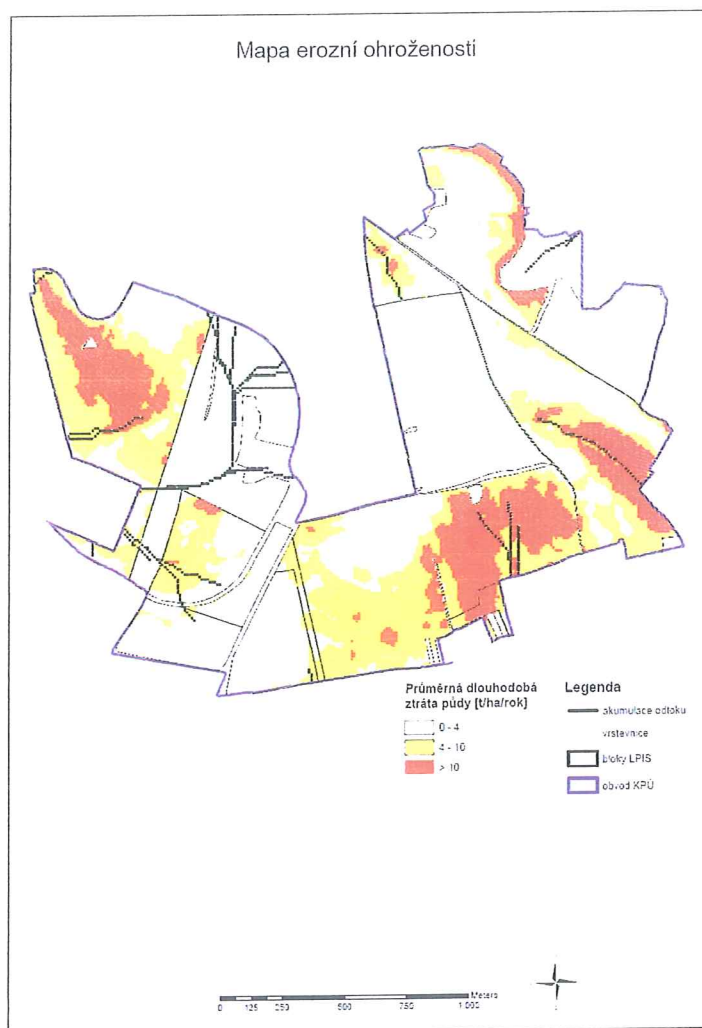 Mapa erozní ohroženosti
Průměrná dlouhodobá
ztráta půdy [t/ha/rok]
0 - 4
4 - 10
> 10
Legenda
akumulace odtoku
vrstevnice
bloky LPIS
obvod KPÚ
Meters
0 125 250 500 750 1 000